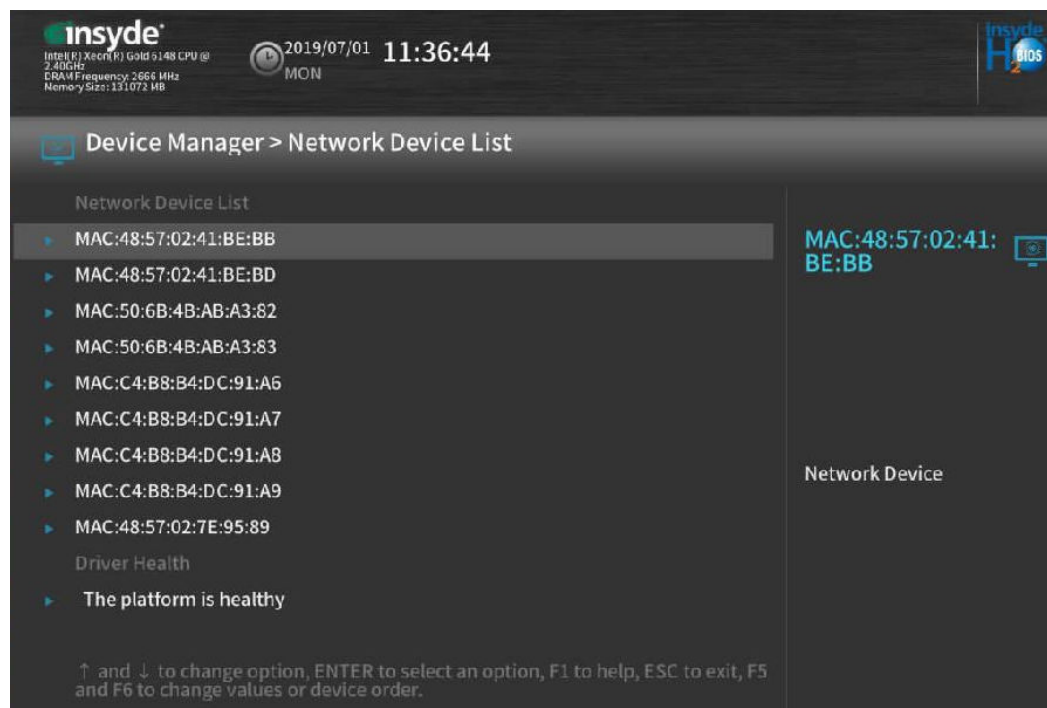 insyde
Intel(R) Xeon(R) Gold 6148 CPU @
2.40GHz
DRAM Frequency: 2666 MHz
Memory Size: 131072 MB
2019/07/01 11:36:44
MON
insyde
H2 BIOS
Device Manager > Network Device List
Network Device List
MAC:48:57:02:41:BE:BB
MAC:48:57:02:41:BE:BD
MAC:50:6B:4B:AB:A3:82
MAC:50:6B:4B:AB:A3:83
MAC:C4:B8:B4:DC:91:A6
MAC:C4:B8:B4:DC:91:A7
MAC:C4:B8:B4:DC:91:A8
MAC:C4:B8:B4:DC:91:A9
MAC:48:57:02:7E:95:89
Driver Health
The platform is healthy
MAC:48:57:02:41:
BE:BB
Network Device
↑ and ↓ to change option, ENTER to select an option, F1 to help, ESC to exit, F5
and F6 to change values or device order.